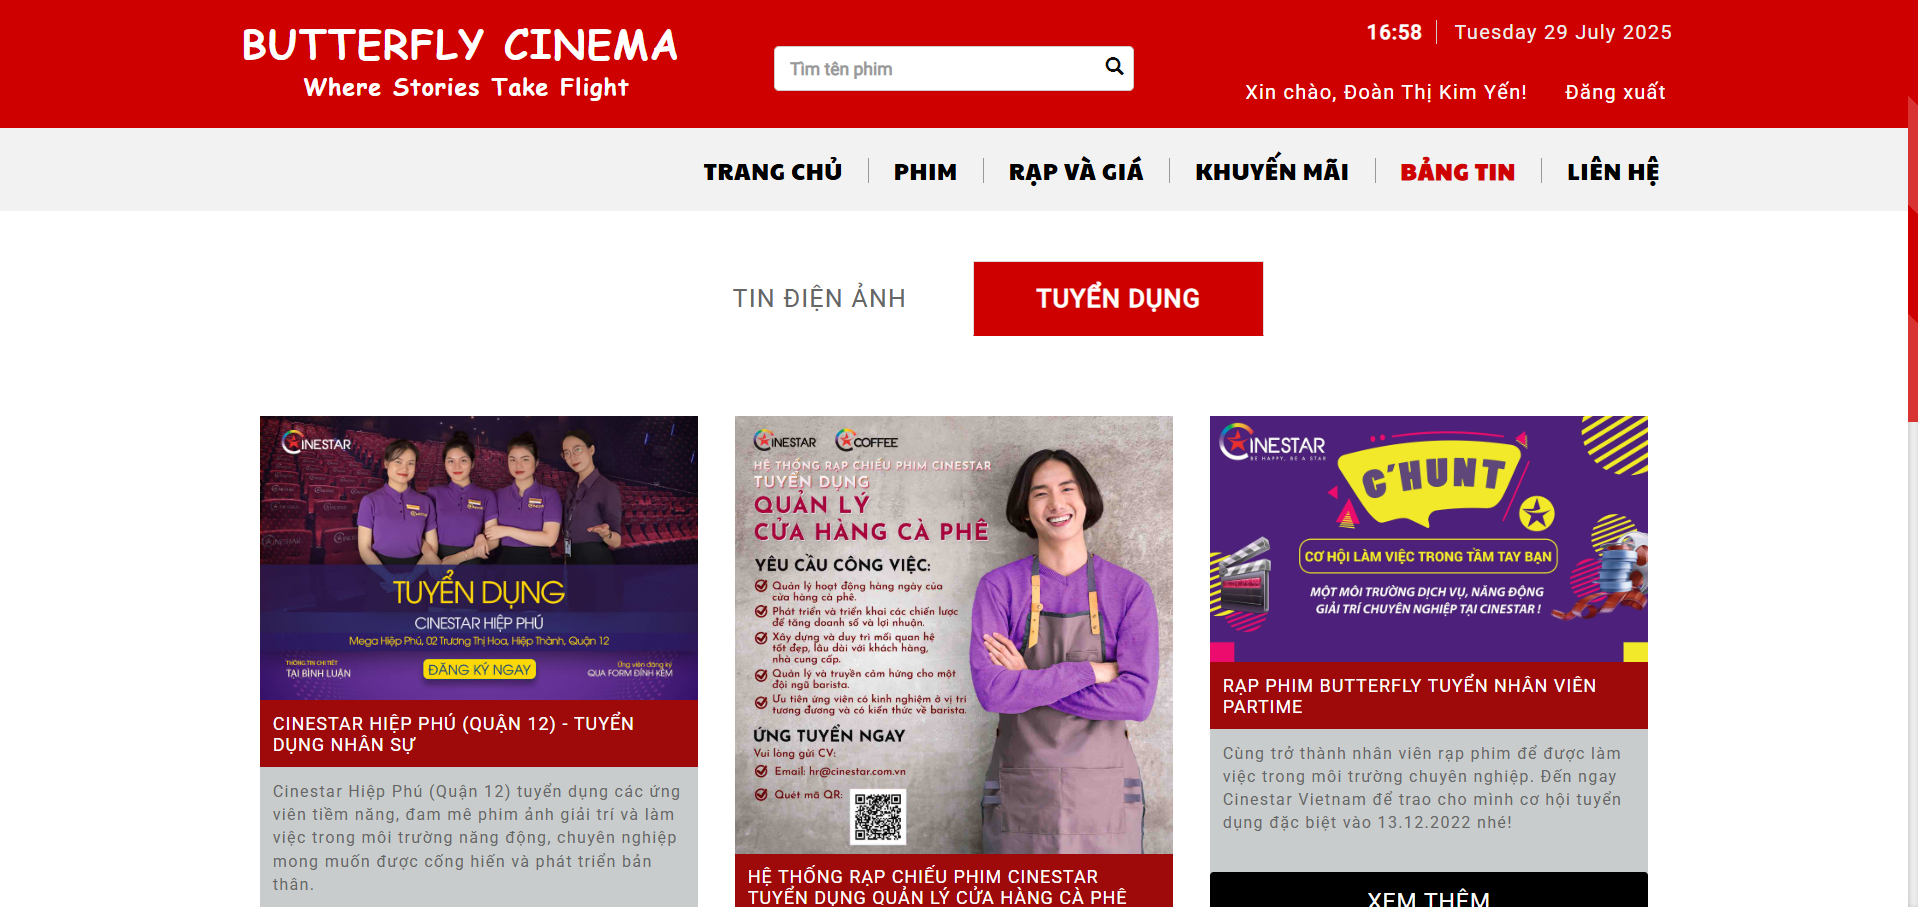 BUTTERFLY CINEMA
Where Stories Take Flight
Tìm tên phim
16:58
Tuesday 29 July 2025
Xin chào, Đoàn Thị Kim Yến!
Đăng xuất
TRANG CHỦ
PHIM
RẠP VÀ GIÁ
KHUYẾN MÃI
BẢNG TIN
LIÊN HỆ
TIN ĐIỆN ẢNH
TUYỂN DỤNG
CINESTAR
TUYỂN DỤNG
CINESTAR HIỆP PHÚ
Mega Hiệp Phú, 02 Trương Thị Hoa, Hiệp Thành, Quận 12
THÔNG TIN CHI TIẾT
TẠI BÌNH LUẬN
ĐĂNG KÝ NGAY
Ứng viên đăng ký
QUA FORM ĐÍNH KÈM
CINESTAR HIỆP PHÚ (QUẬN 12) - TUYỂN
DỤNG NHÂN SỰ
Cinestar Hiệp Phú (Quận 12) tuyển dụng các ứng
viên tiềm năng, đam mê phim ảnh giải trí và làm
việc trong môi trường năng động, chuyên nghiệp
mong muốn được cống hiến và phát triển bản
thân.
CINESTAR
COFFEE
HỆ THỐNG RẠP CHIẾU PHIM CINESTAR
TUYỂN DỤNG
QUẢN LÝ
CỬA HÀNG CÀ PHÊ
YÊU CẦU CÔNG VIỆC:
Quản lý hoạt động hàng ngày của
cửa hàng cà phê.
Phát triển và triển khai các chiến lược
để tăng doanh số và lợi nhuận.
Xây dựng và duy trì mối quan hệ
tốt đẹp, lâu dài với khách hàng,
nhà cung cấp.
Quản lý và truyền cảm hứng cho một
đội ngũ barista.
Ưu tiên ứng viên có kinh nghiệm ở vị trí
tương đương và có kiến thức về barista.
ỨNG TUYỂN NGAY
Vui lòng gửi CV:
Email: hr@cinestar.com.vn
Quét mã QR:
HỆ THỐNG RẠP CHIẾU PHIM CINESTAR
TUYỂN DỤNG QUẢN LÝ CỬA HÀNG CÀ PHÊ
CINESTAR
BE HAPPY, BE A STAR
C'HUNT
CƠ HỘI LÀM VIỆC TRONG TẦM TAY BẠN
MỘT MÔI TRƯỜNG DỊCH VỤ, NĂNG ĐỘNG
GIẢI TRÍ CHUYÊN NGHIỆP TẠI CINESTAR !
RẠP PHIM BUTTERFLY TUYỂN NHÂN VIÊN
PARTIME
Cùng trở thành nhân viên rạp phim để được làm
việc trong môi trường chuyên nghiệp. Đến ngay
Cinestar Vietnam để trao cho mình cơ hội tuyển
dụng đặc biệt vào 13.12.2022 nhé!
XEM THÊM